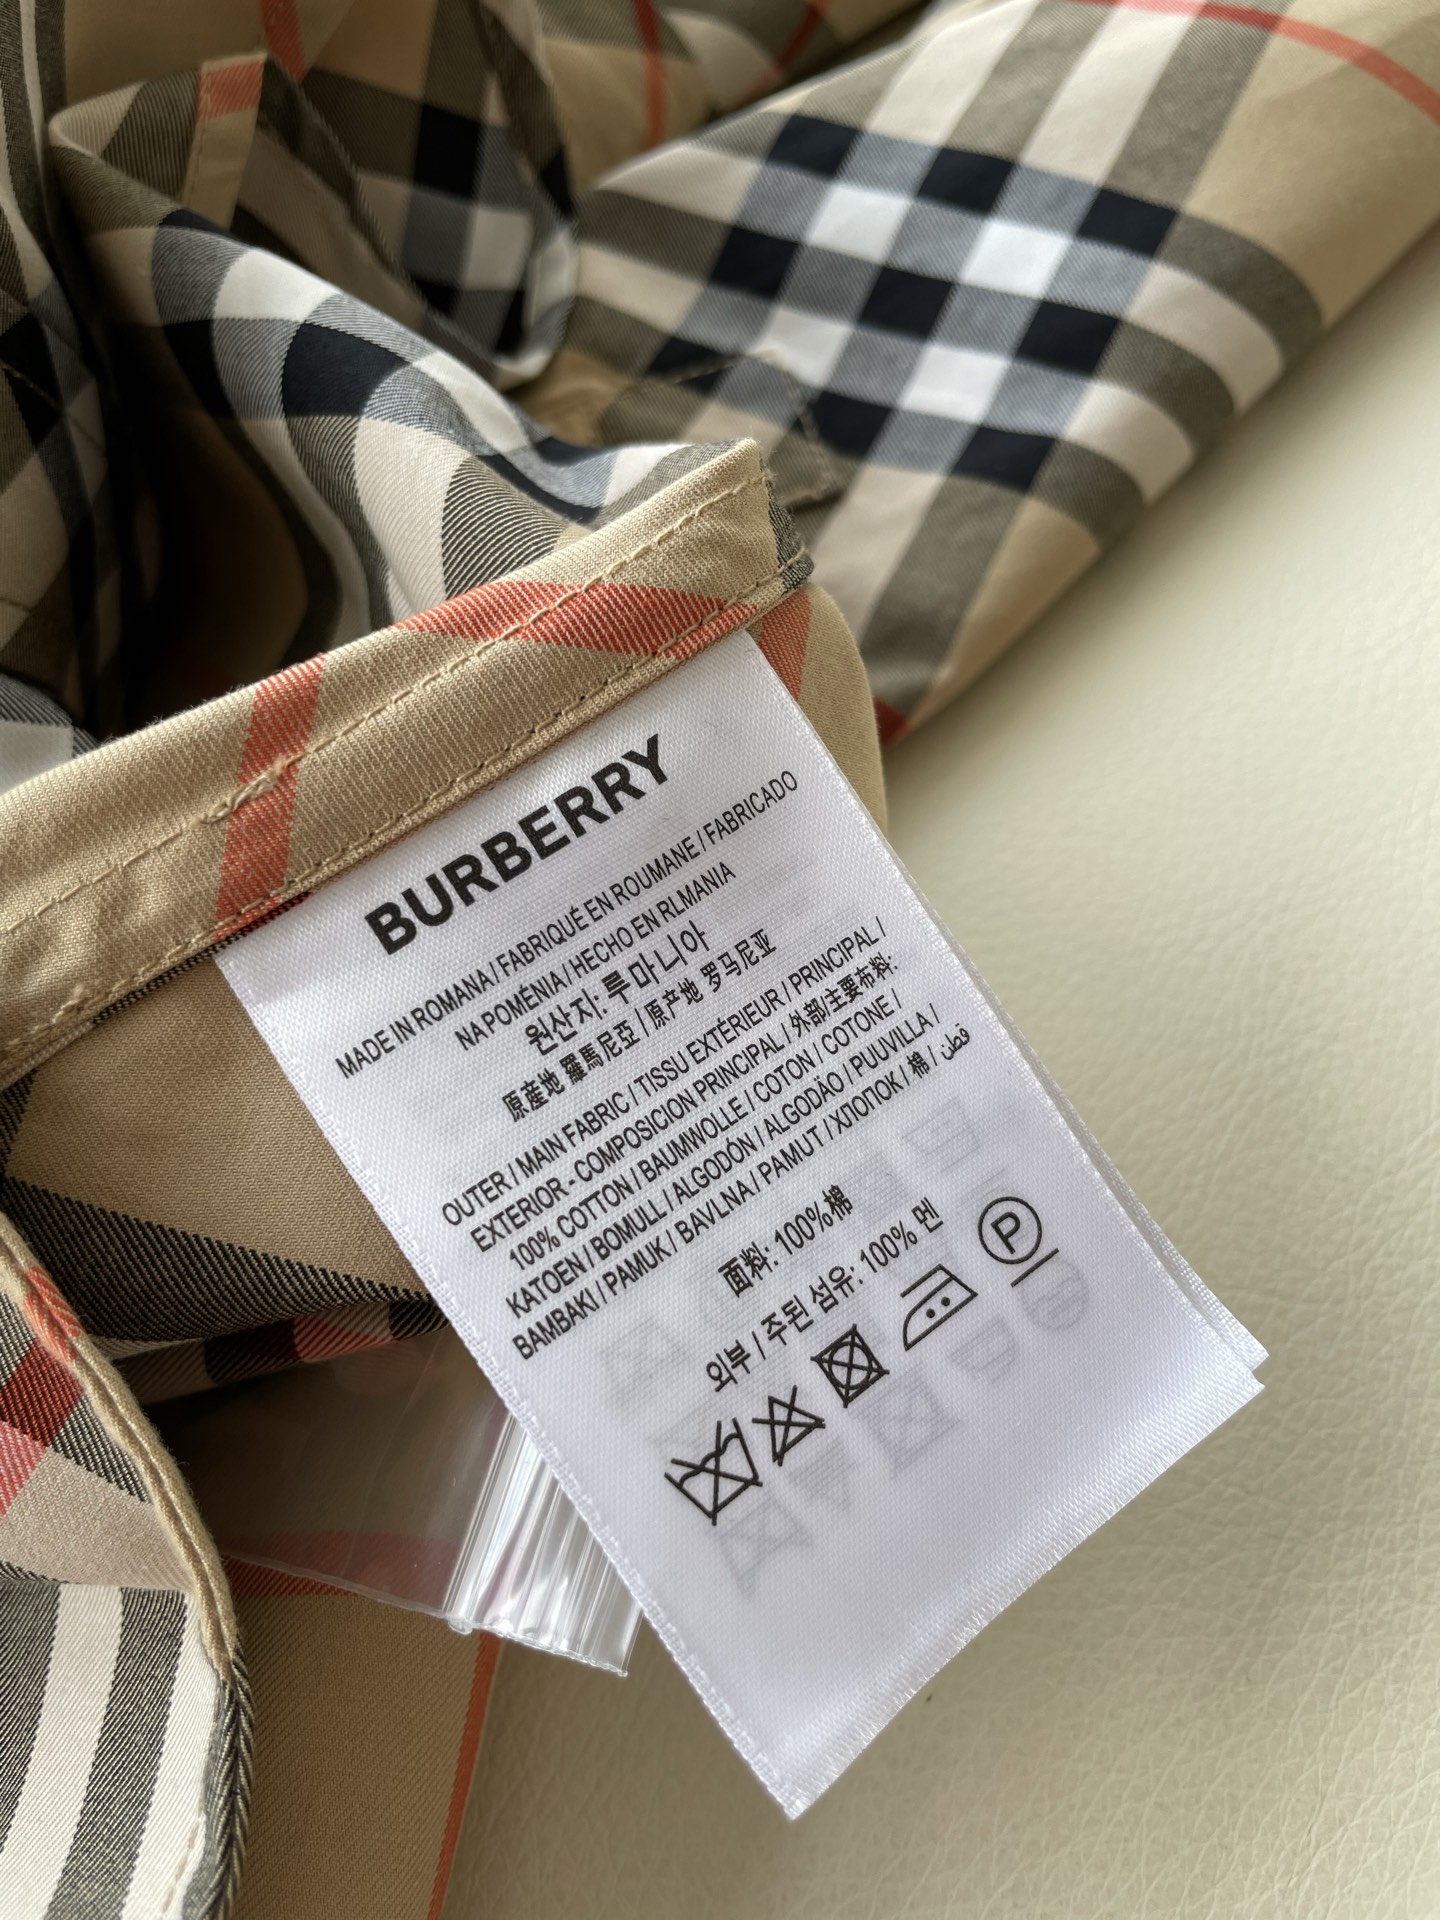 BURBERRY
MADE IN ROMANA / FABRIQUÉ EN ROUMANE / FABRICADO
NA POMÉNIA / HECHO EN RLMANIA
원산지: 루마니아
原産地 羅馬尼亞 / 原产地 罗马尼亚
OUTER / MAIN FABRIC / TISSU EXTÉRIEUR / PRINCIPAL /
EXTERIOR - COMPOSICION PRINCIPAL / 外部/主要布料:
100% COTTON / BAUMWOLLE / COTON / COTONE /
KATOEN / BOMULL / ALGODÓN / ALGODÃO / PUUVILLA /
BAMBAKI / PAMUK / BAVLNA / PAMUT / ХЛОПОК / 棉 / قطن
面料: 100%棉
외부 / 주된 섬유: 100% 멘
P